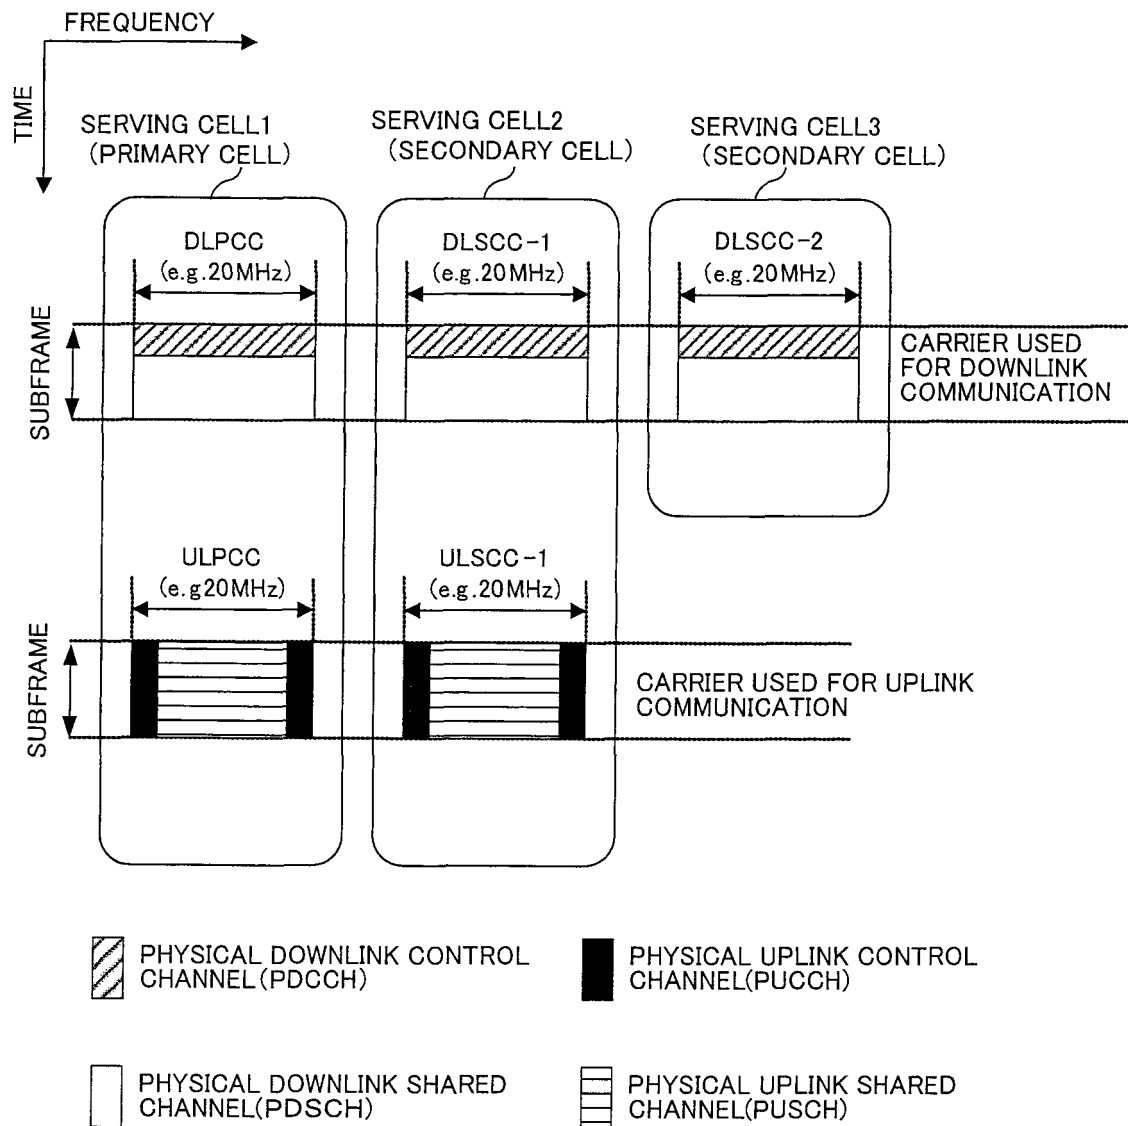 FREQUENCY
TIME
SERVING CELL1
(PRIMARY CELL)
SERVING CELL2
(SECONDARY CELL)
SERVING CELL3
(SECONDARY CELL)
DLPCC
(e.g.20MHz)
DLSCC-1
(e.g.20MHz)
DLSCC-2
(e.g.20MHz)
SUBFRAME
CARRIER USED
FOR DOWNLINK
COMMUNICATION
ULPCC
(e.g20MHz)
ULSCC-1
(e.g.20MHz)
SUBFRAME
CARRIER USED FOR UPLINK
COMMUNICATION
PHYSICAL DOWNLINK CONTROL
CHANNEL(PDCCH)
PHYSICAL UPLINK CONTROL
CHANNEL(PUCCH)
PHYSICAL DOWNLINK SHARED
CHANNEL(PDSCH)
PHYSICAL UPLINK SHARED
CHANNEL(PUSCH)